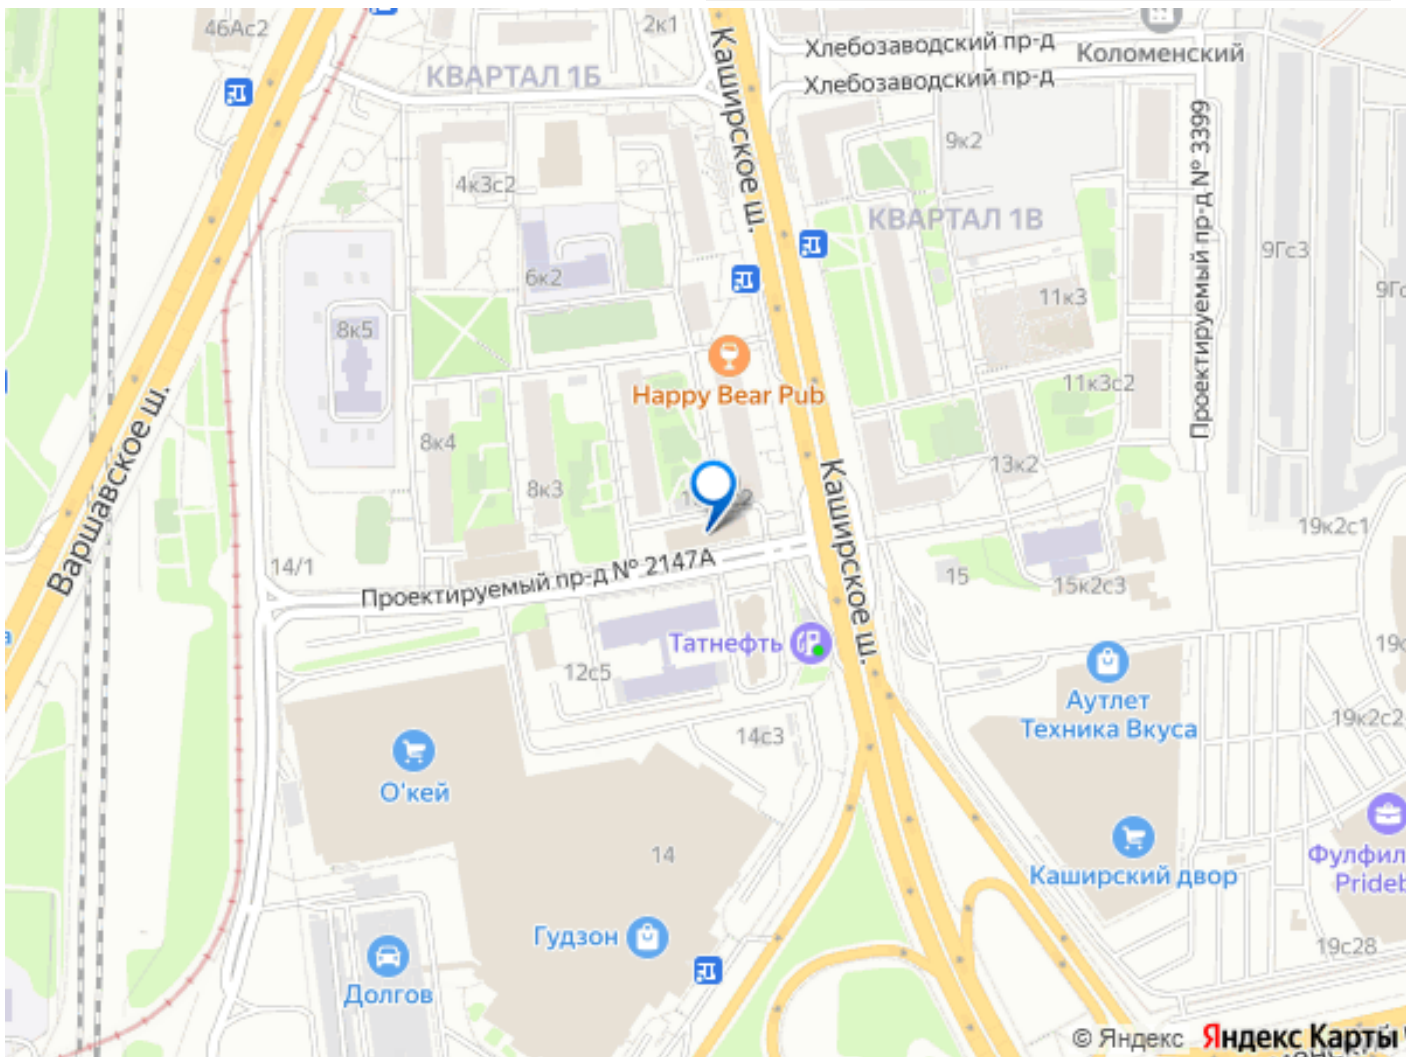 46Ас2
2к1
Хлебозаводский пр-д
Коломенский
КВАРТАЛ 1Б
Хлебозаводский пр-д
Каширское ш.
Проектируемый пр-д № 3399
9к2
4к3с2
КВАРТАЛ 1В
9Гс3
6к2
11к3
8к5
Happy Bear Pub
11к3с2
Варшавское ш.
8к4
8к3
13к2
Каширское ш.
19к2с1
14/1
Проектируемый пр-д № 2147А
15
15к2с3
Татнефть
12с5
Аутлет
Техника Вкуса
19к2с2
14с3
О'кей
14
Каширский двор
Гудзон
19с28
Долгов
© Яндекс Яндекс Карты